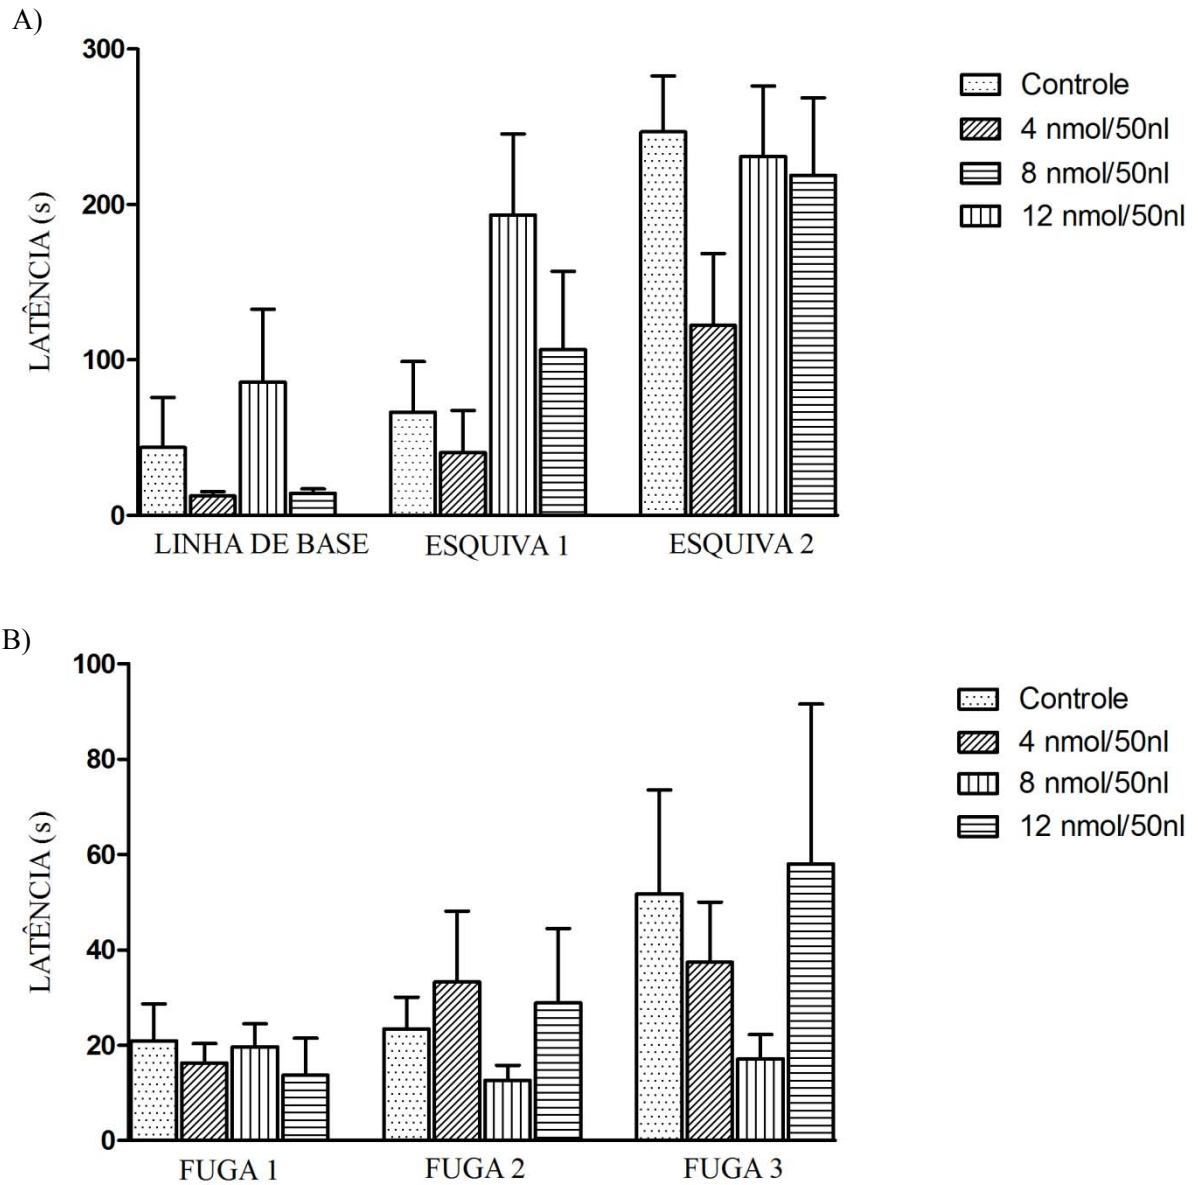 A)
LATÊNCIA (s)
300
200
100
0
LINHA DE BASE
ESQUIVA 1
ESQUIVA 2
Controle
4 nmol/50nl
8 nmol/50nl
12 nmol/50nl
B)
LATÊNCIA (s)
100
80
60
40
20
0
FUGA 1
FUGA 2
FUGA 3
Controle
4 nmol/50nl
8 nmol/50nl
12 nmol/50nl